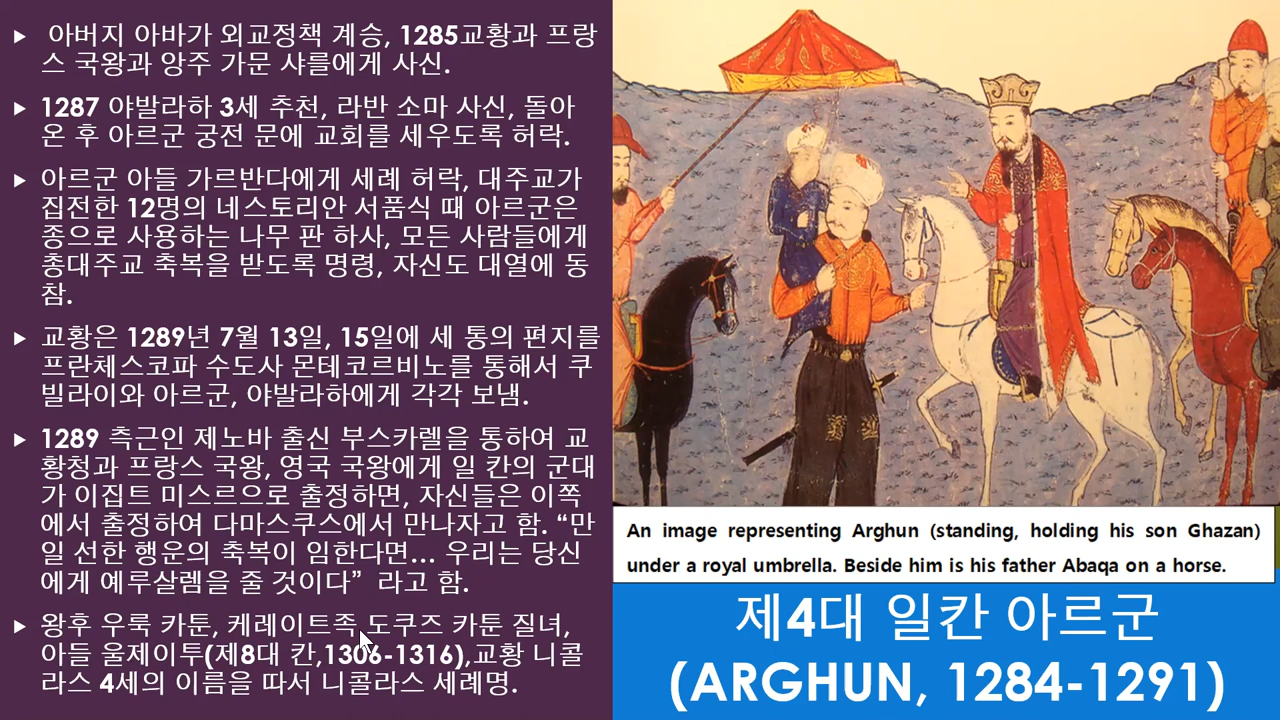 아버지 아바가 외교정책 계승, 1285교황과 프랑
스 국왕과 앙주 가문 샤를에게 사신.
1287 야발라하 3세 추천, 라반 소마 사신, 돌아
온 후 아르군 궁전 문에 교회를 세우도록 허락.
아르군 아들 가르반다에게 세례 허락, 대주교가
집전한 12명의 네스토리안 서품식 때 아르군은
종으로 사용하는 나무 판 하사, 모든 사람들에게
총대주교 축복을 받도록 명령, 자신도 대열에 동
참.
교황은 1289년 7월 13일, 15일에 세 통의 편지를
프란체스코파 수도사 몬테코르비노를 통해서 쿠
빌라이와 아르군, 야발라하에게 각각 보냄.
1289 측근인 제노바 출신 부스카렐을 통하여 교
황청과 프랑스 국왕, 영국 국왕에게 일 칸의 군대
가 이집트 미스르으로 출정하면, 자신들은 이쪽
에서 출정하여 다마스쿠스에서 만나자고 함. “만
일 선한 행운의 축복이 임한다면... 우리는 당신
에게 예루살렘을 줄 것이다” 라고 함.
왕후 우룩 카툰, 케레이트족 도쿠즈 카툰 질녀,
아들 울제이투(제8대 칸,1306-1316),교황 니콜
라스 4세의 이름을 따서 니콜라스 세례명.
An image representing Arghun (standing, holding his son Ghazan)
under a royal umbrella. Beside him is his father Abaqa on a horse.
제4대 일칸 아르군
(ARGHUN, 1284-1291)